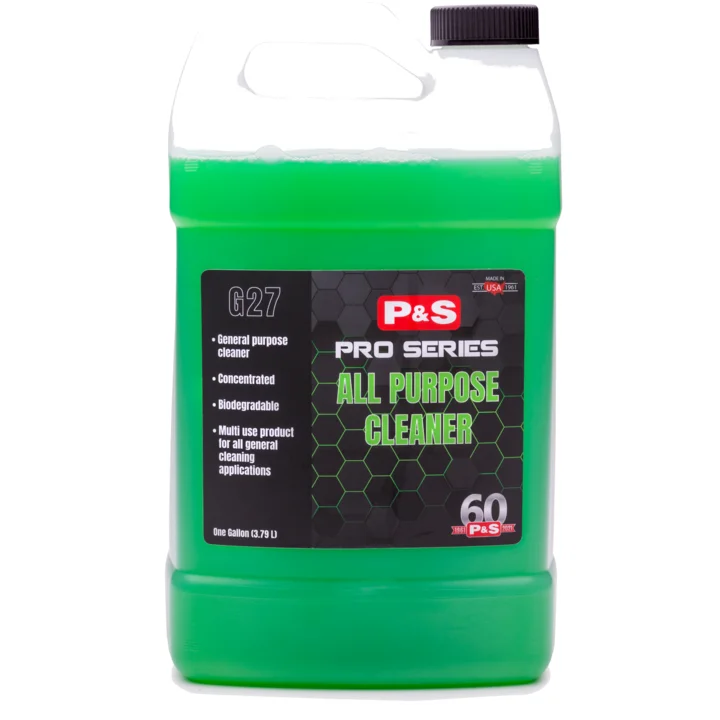 G27
• General purpose
cleaner
• Concentrated
• Biodegradable
• Multi use product
for all general
cleaning
applications
One Gallon (3.79 L)
MADE IN
EST. USA 1961
P&S
PRO SERIES
ALL PURPOSE
CLEANER
60
P&S